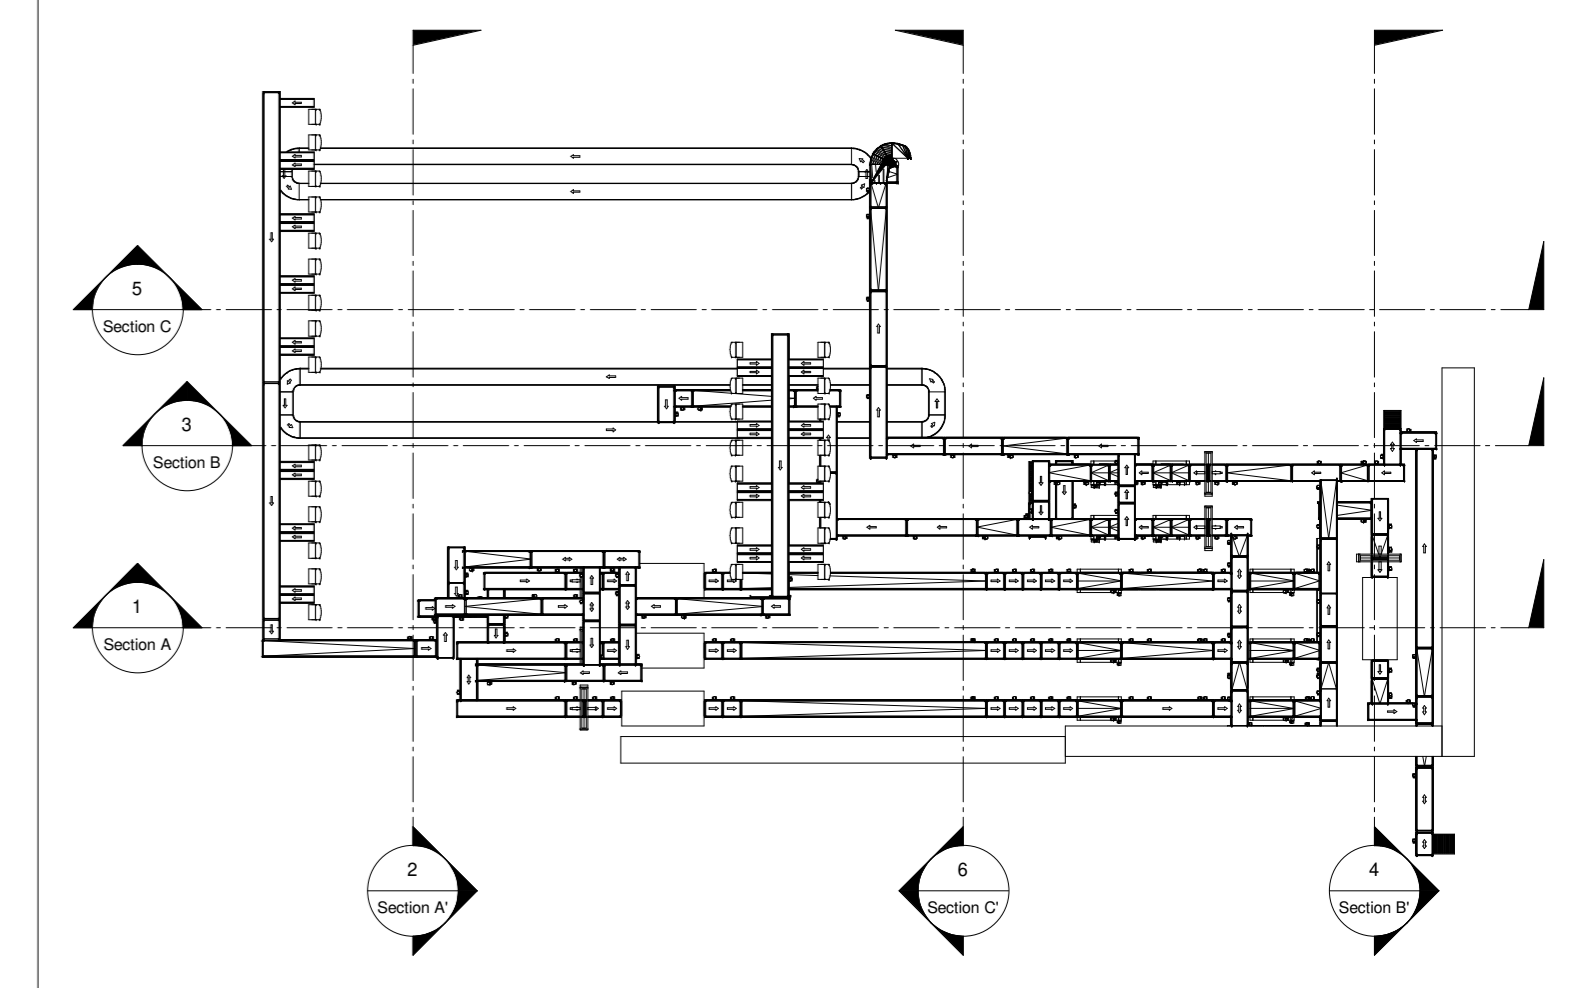 5
Section C
3
Section B
1
Section A
2
Section A'
6
Section C'
4
Section B'